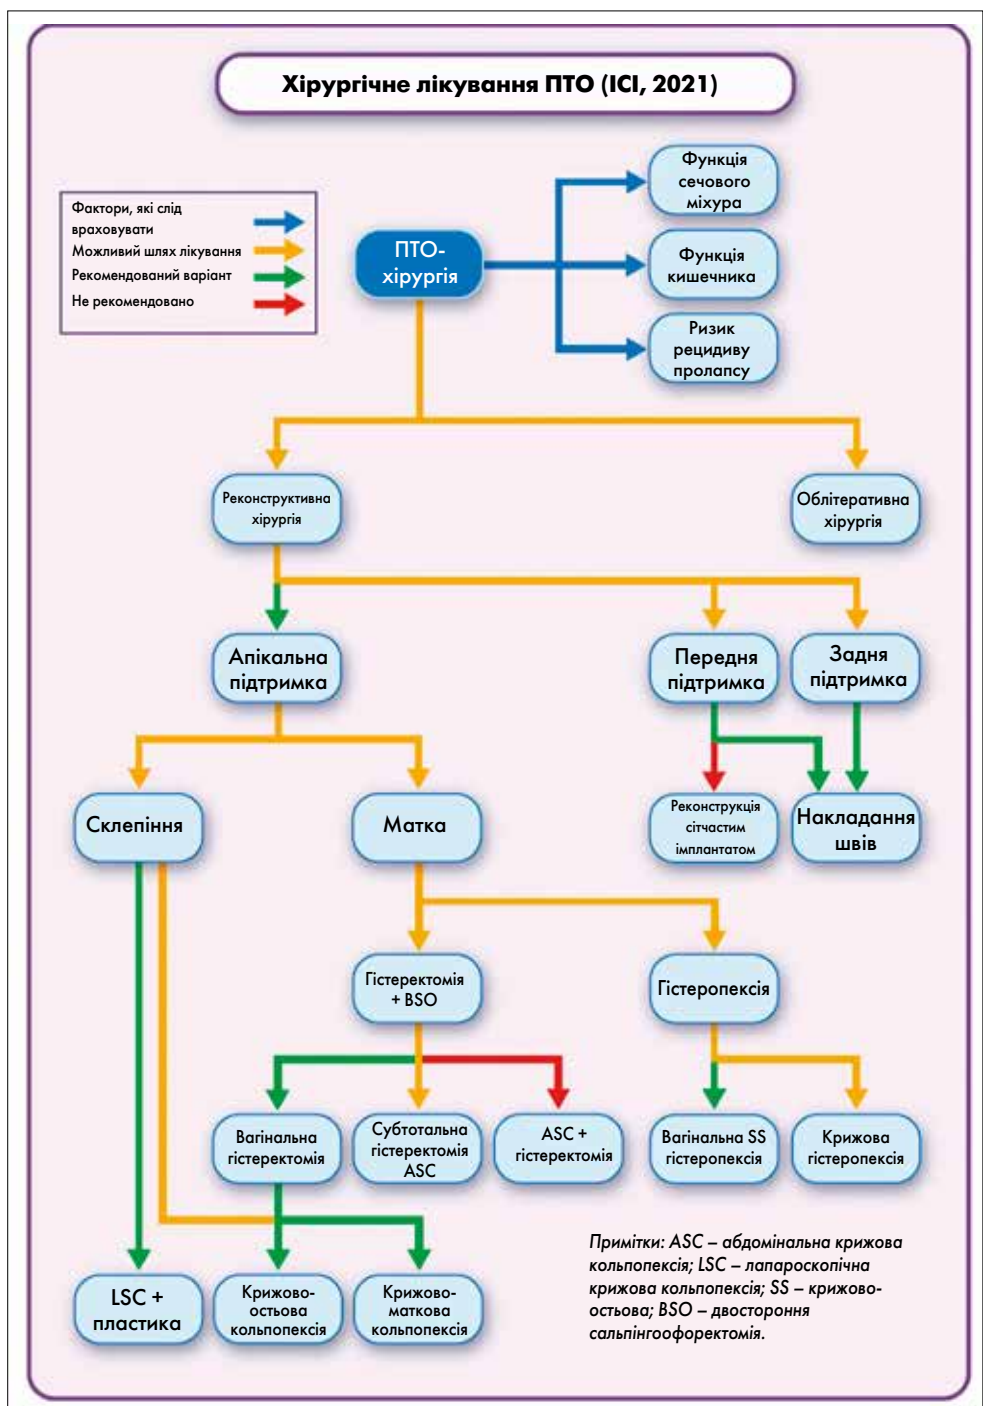 Хірургічне лікування ПТО (ICI, 2021)
Фактори, які слід
враховувати
Можливий шлях лікування
Рекомендований варіант
Не рекомендовано
ПТО-
хірургія
Функція
сечового
міхура
Функція
кишечника
Ризик
рецидиву
пролапсу
Реконструктивна
хірургія
Облітеративна
хірургія
Апікальна
підтримка
Передня
підтримка
Задня
підтримка
Склепіння
Матка
Реконструкція
сітчастим
імплантатом
Накладання
швів
Гістеректомія
+ BSO
Гістеропексія
Вагінальна
гістеректомія
Субтотальна
гістеректомія
ASC
ASC +
гістеректомія
Вагінальна SS
гістеропексія
Крижова
гістеропексія
LSC +
пластика
Крижово-
остьова
кольпопексія
Крижово-
маткова
кольпопексія
Примітки: ASC – абдомінальна крижова
кольпопексія; LSC – лапароскопічна
крижова кольпопексія; SS – крижово-
остьова; BSO – двостороння
сальпінгоофоректомія.